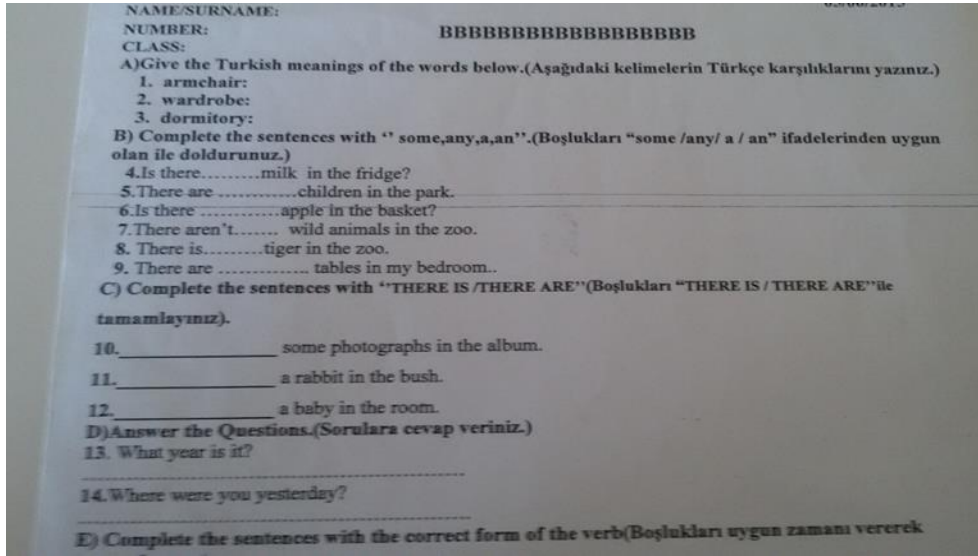 NAME/SURNAME:
NUMBER:
BBBBBBBBBBBBBBBBBB
CLASS:
A)Give the Turkish meanings of the words below.(Aşağıdaki kelimelerin Türkçe karşılıklarını yazınız.)
1. armchair:
2. wardrobe:
3. dormitory:
B) Complete the sentences with ‘’ some,any,a,an’’.(Boşlukları “some /any/ a / an” ifadelerinden uygun
olan ile doldurunuz.)
4.Is there.........milk in the fridge?
5.There are ............children in the park.
6.Is there ............apple in the basket?
7.There aren’t....... wild animals in the zoo.
8. There is.........tiger in the zoo.
9. There are .............. tables in my bedroom..
C) Complete the sentences with ‘’THERE IS /THERE ARE’’(Boşlukları “THERE IS / THERE ARE’’ile
tamamlayınız).
10.______________ some photographs in the album.
11.______________ a rabbit in the bush.
12.______________ a baby in the room.
D)Answer the Questions.(Sorulara cevap veriniz.)
13. What year is it?
14.Where were you yesterday?
E) Complete the sentences with the correct form of the verb(Boşlukları uygun zamanı vererek